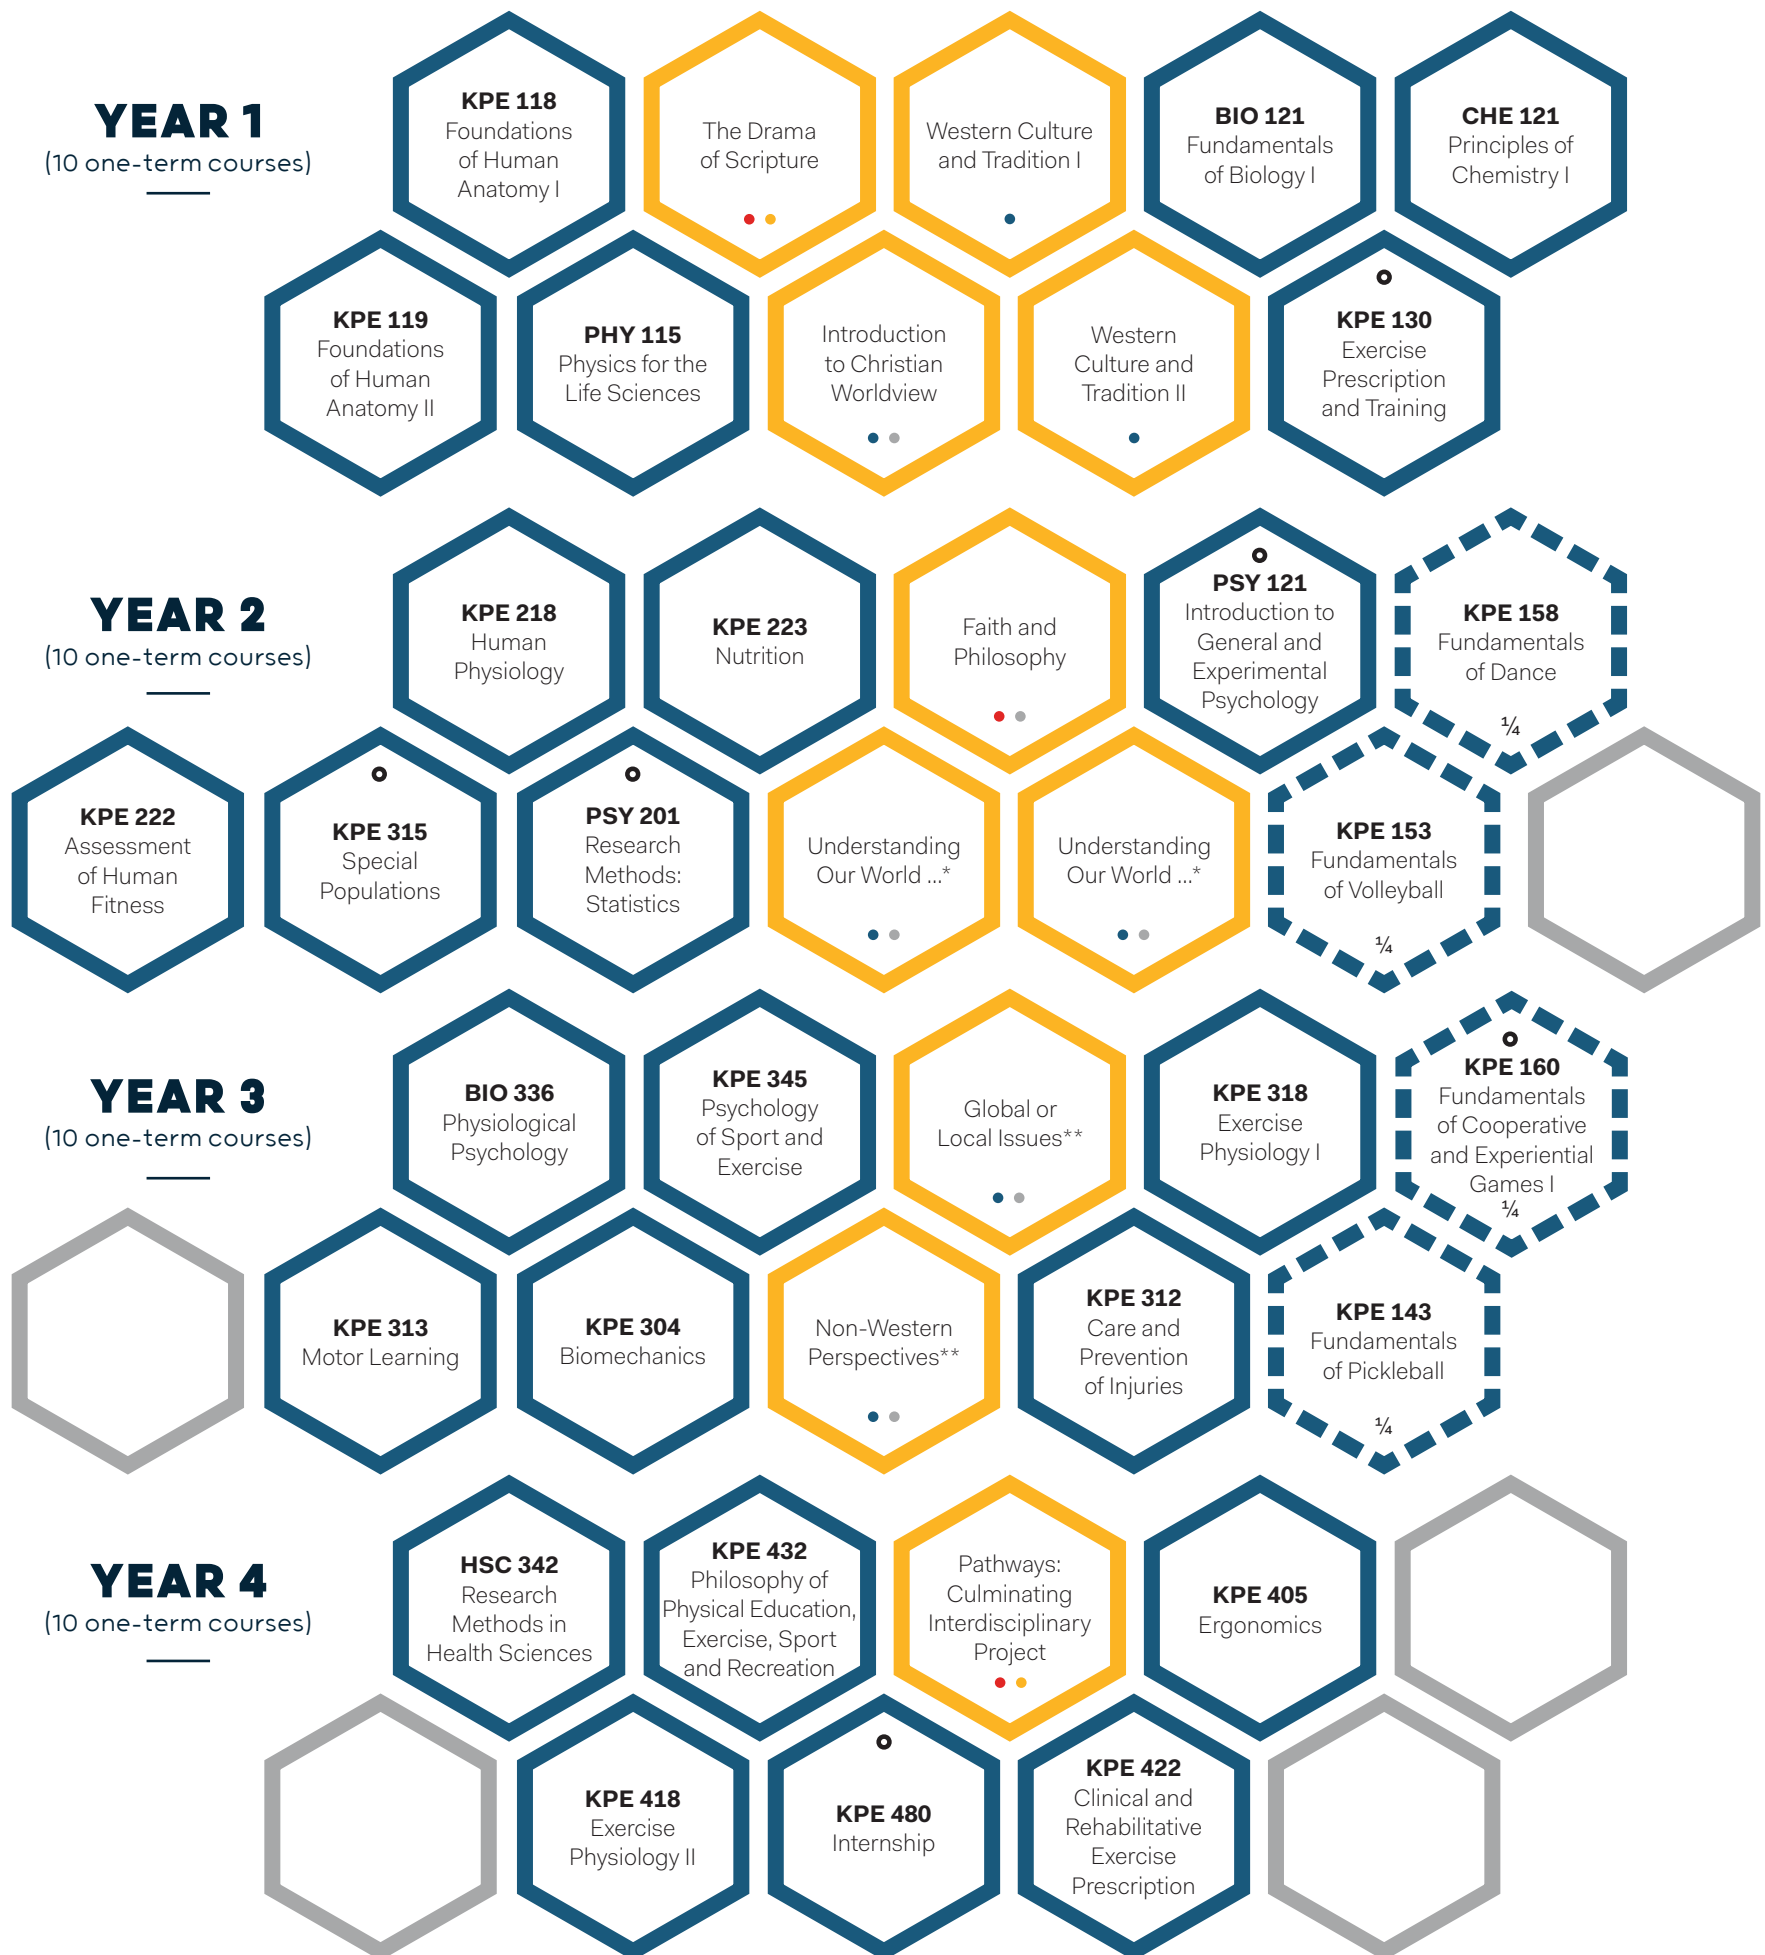 YEAR 1
(10 one-term courses)
KPE 118
Foundations
of Human
Anatomy I
The Drama
of Scripture
Western Culture
and Tradition I
BIO 121
Fundamentals
of Biology I
CHE 121
Principles of
Chemistry I
KPE 119
Foundations
of Human
Anatomy II
PHY 115
Physics for the
Life Sciences
Introduction
to Christian
Worldview
Western
Culture and
Tradition II
KPE 130
Exercise
Prescription
and Training
YEAR 2
(10 one-term courses)
KPE 218
Human
Physiology
KPE 223
Nutrition
Faith and
Philosophy
PSY 121
Introduction to
General and
Experimental
Psychology
KPE 158
Fundamentals
of Dance
¼
KPE 222
Assessment
of Human
Fitness
KPE 315
Special
Populations
PSY 201
Research
Methods:
Statistics
Understanding
Our World ...*
Understanding
Our World ...*
KPE 153
Fundamentals
of Volleyball
¼
YEAR 3
(10 one-term courses)
BIO 336
Physiological
Psychology
KPE 345
Psychology
of Sport and
Exercise
Global or
Local Issues**
KPE 318
Exercise
Physiology I
KPE 160
Fundamentals
of Cooperative
and Experiential
Games I
¼
KPE 313
Motor Learning
KPE 304
Biomechanics
Non-Western
Perspectives**
KPE 312
Care and
Prevention
of Injuries
KPE 143
Fundamentals
of Pickleball
¼
YEAR 4
(10 one-term courses)
HSC 342
Research
Methods in
Health Sciences
KPE 432
Philosophy of
Physical Education,
Exercise, Sport
and Recreation
Pathways:
Culminating
Interdisciplinary
Project
KPE 405
Ergonomics
KPE 418
Exercise
Physiology II
KPE 480
Internship
KPE 422
Clinical and
Rehabilitative
Exercise
Prescription